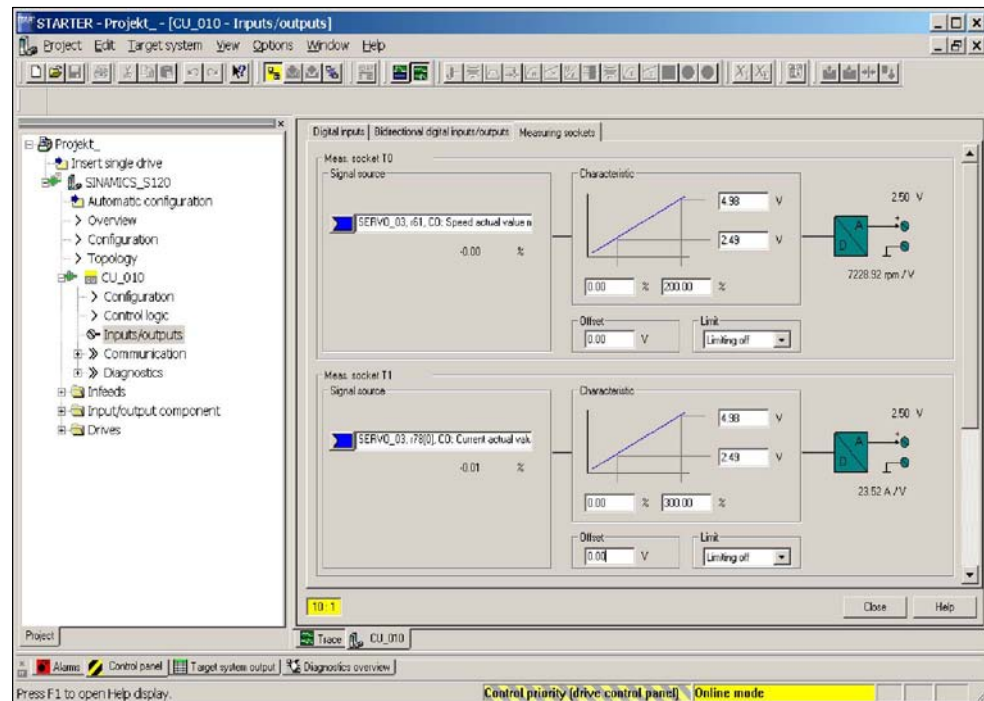 STARTER - Projekt_ - [CU_010 - Inputs/outputs]
Project Edit Target system View Options Window Help
Projekt_
Insert single drive
SINAMICS_S120
Automatic configuration
Overview
Configuration
Topology
CU_010
Configuration
Control logic
Inputs/outputs
Communication
Diagnostics
Infeeds
Input/output component
Drives
Project
Digital inputs Bidirectional digital inputs/outputs Measuring sockets
Meas. socket T0
Signal source
SERVO_03, r61, CO: Speed actual value
-0.00 %
Characteristic
4.98 V
2.49 V
0.00 % 200.00 %
Offset
0.00 V
Limit
Limiting off
2.50 V
A
D
7228.92 rpm / V
Meas. socket T1
Signal source
SERVO_03, r78[0], CO: Current actual
-0.01 %
Characteristic
4.98 V
2.49 V
0.00 % 300.00 %
Offset
0.00 V
Limit
Limiting off
2.50 V
A
D
23.52 A / V
10 : 1
Close Help
Trace CU_010
Alarms Control panel Target system output Diagnostics overview
Press F1 to open Help display.
Control priority (drive control panel) Online mode